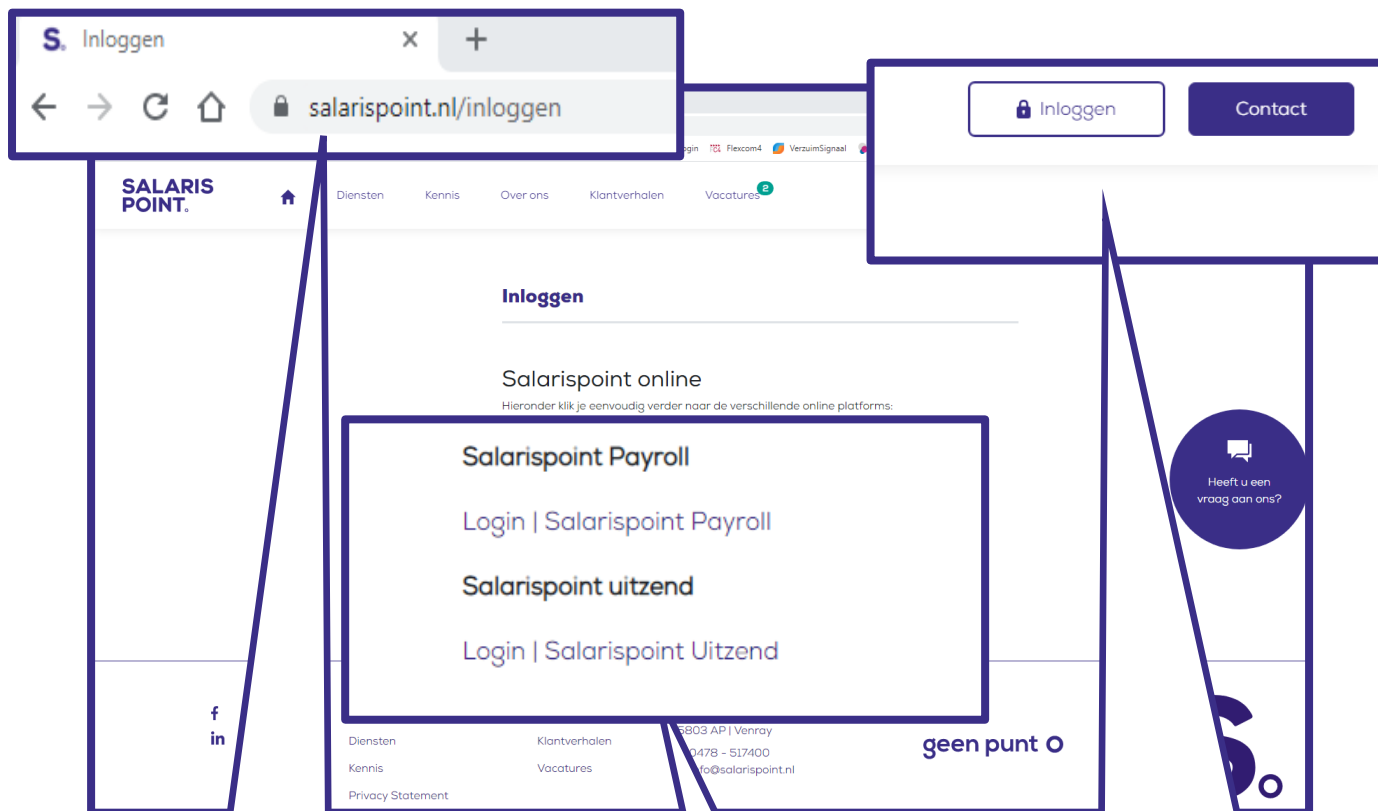 S. Inloggen
salarispoint.nl/inloggen
Inloggen
Contact
Flexcom4 VerzuimSignaal
SALARIS
POINT.
Diensten Kennis Over ons Klantverhalen Vacatures 2
Inloggen
Salarispoint online
Hieronder klik je eenvoudig verder naar de verschillende online platforms:
Salarispoint Payroll
Login | Salarispoint Payroll
Salarispoint uitzend
Login | Salarispoint Uitzend
Heeft u een
vraag aan ons?
f
in
Diensten
Kennis
Privacy Statement
Klantverhalen
Vacatures
5803 AP | Venray
0478 - 517400
@salarispoint.nl
geen punt
S.